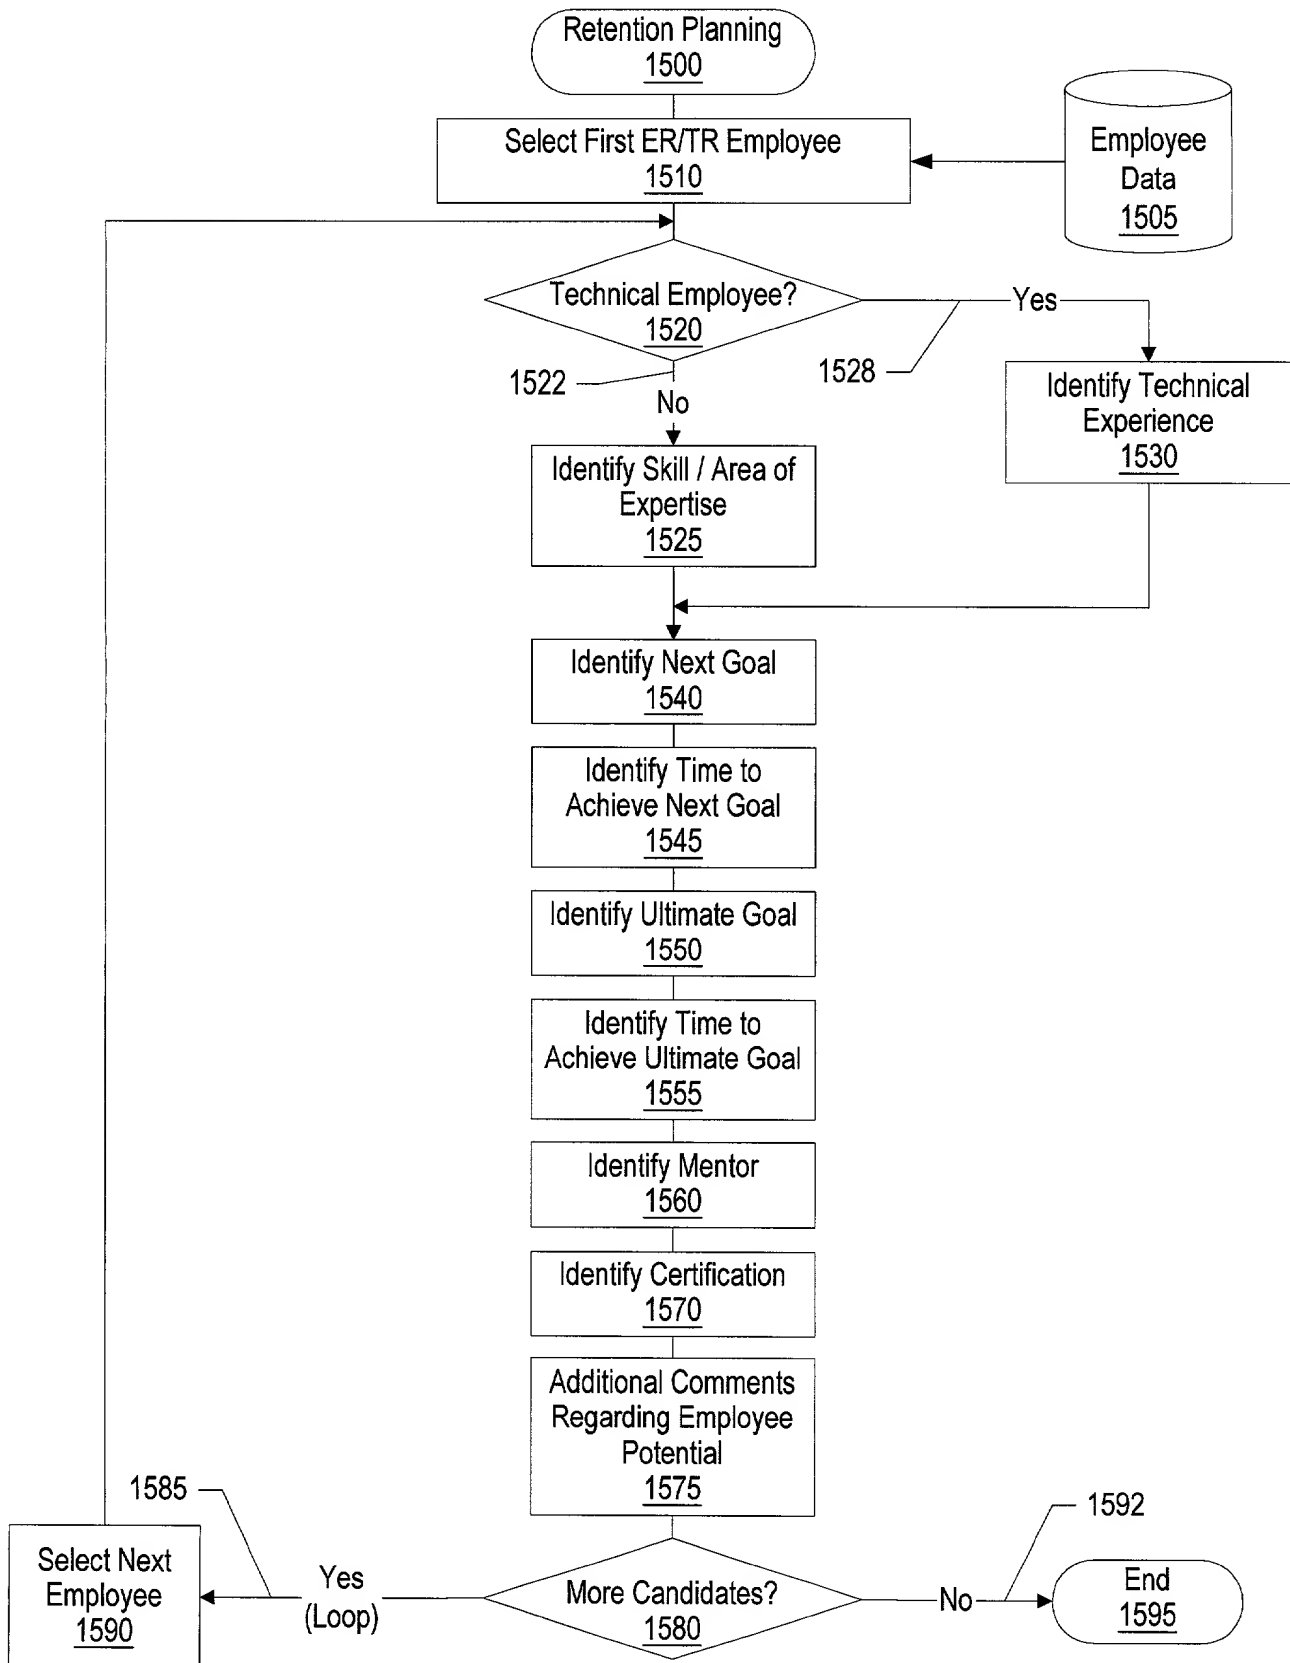 Retention Planning
1500
Select First ER/TR Employee
1510
Employee
Data
1505
Technical Employee?
1520
Yes
1528
1522
No
Identify Technical
Experience
1530
Identify Skill / Area of
Expertise
1525
Identify Next Goal
1540
Identify Time to
Achieve Next Goal
1545
Identify Ultimate Goal
1550
Identify Time to
Achieve Ultimate Goal
1555
Identify Mentor
1560
Identify Certification
1570
Additional Comments
Regarding Employee
Potential
1575
1585
1592
Select Next
Employee
1590
Yes
(Loop)
More Candidates?
1580
No
End
1595